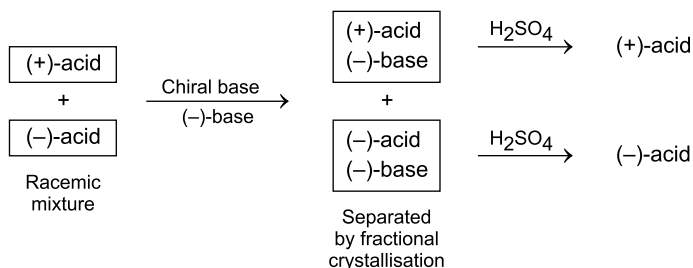 (+)-acid
+
(–)-acid
Racemic
mixture
Chiral base
(–)-base
(+)-acid
(–)-base
+
(–)-acid
(–)-base
Separated
by fractional
crystallisation
H₂SO₄
(+)-acid
H₂SO₄
(–)-acid